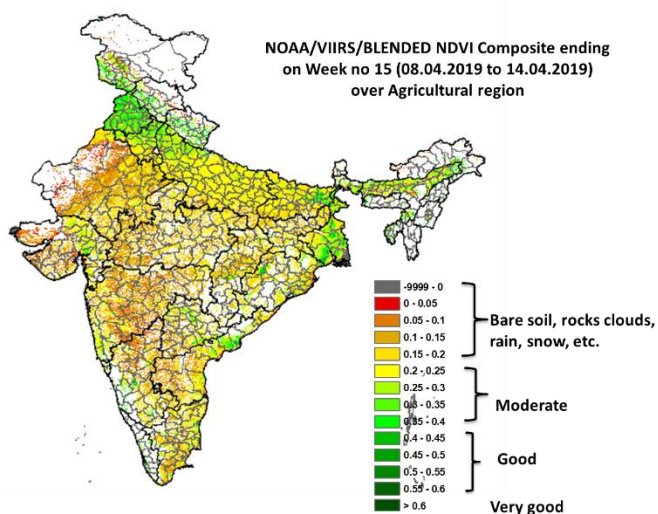 NOAA/VIIRS/BLENDED NDVI Composite ending
on Week no 15 (08.04.2019 to 14.04.2019)
over Agricultural region
-9999 - 0
0 - 0.05
0.05 - 0.1
0.1 - 0.15
0.15 - 0.2
0.2 - 0.25
0.25 - 0.3
0.3 - 0.35
0.35 - 0.4
0.4 - 0.45
0.45 - 0.5
0.5 - 0.55
0.55 - 0.6
> 0.6
Bare soil, rocks clouds,
rain, snow, etc.
Moderate
Good
Very good